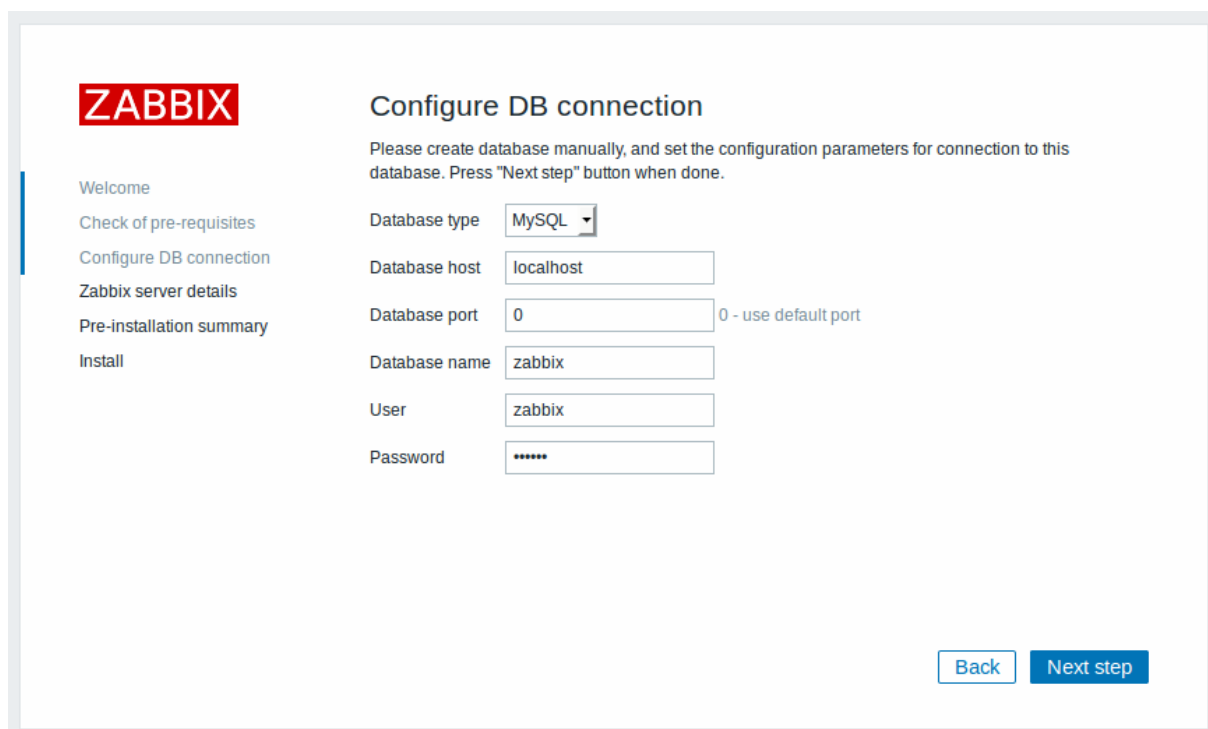 ZABBIX
Welcome
Check of pre-requisites
Configure DB connection
Zabbix server details
Pre-installation summary
Install
Configure DB connection
Please create database manually, and set the configuration parameters for connection to this
database. Press "Next step" button when done.
Database type MySQL
Database host localhost
Database port 0 0 - use default port
Database name zabbix
User zabbix
Password ••••••
Back Next step